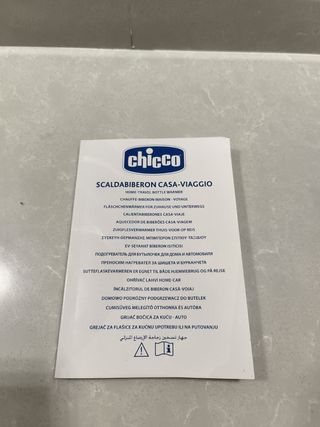 chicco
SCALDABIBERON CASA-VIAGGIO
HOME-TRAVEL BOTTLE WARMER
CHAUFFE-BIBERON MAISON - VOYAGE
FLÄSCHCHENWÄRMER FÜR ZUHAUSE UND UNTERWEGS
CALIENTABIBERONES CASA-VIAJE
AQUECEDOR DE BIBERÕES CASA-VIAGEM
ZUIGFLESVERWARMER THUIS VOOR OP REIS
ΣΥΣΚΕΥΗ ΘΕΡΜΑΝΣΗΣ ΜΠΙΜΠΕΡΟΝ ΣΠΙΤΙΟΥ-ΤΑΞΙΔΙΟΥ
EV-SEYAHAT BİBERON ISITICISI
ПОДОГРЕВАТЕЛЬ ДЛЯ БУТЫЛОЧЕК ДЛЯ ДОМА И АВТОМОБИЛЯ
ПРЕНОСИМ НАГРЕВАТЕЛ ЗА ШИШЕТА И БУРКАНЧЕТА
SUTTEFLASKEVARMEREN ER EGNET TIL BÅDE HJEMMEBRUG OG PÅ REJSE
OHŘÍVAČ LAHVÍ HOME-CAR
ÎNCĂLZITORUL DE BIBERON CASĂ-VOIAJ
DOMOWO PODRÓŻNY PODGRZEWACZ DO BUTELEK
CUMISÜVEG MELEGÍTŐ OTTHONRA ÉS AUTÓBA
GRIJAČ BOČICA ZA KUĆU - AUTO
GREJAČ ZA FLAŠICE ZA KUĆNU UPOTREBU ILI NA PUTOVANJU
جهاز تسخين زجاجة الإرضاع المنزلي